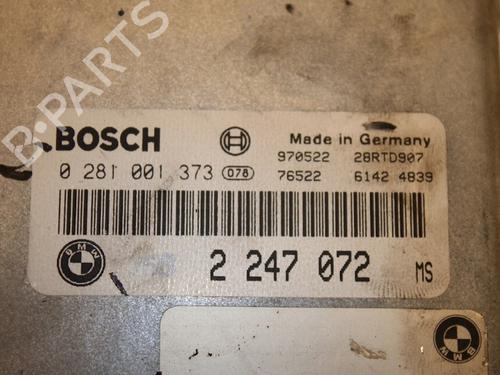 B-PARTS
BOSCH
Made in Germany
970522 28RTD907
0 281 001 373 078
76522 6142 4839
BMW
2 247 072 MS
BMW